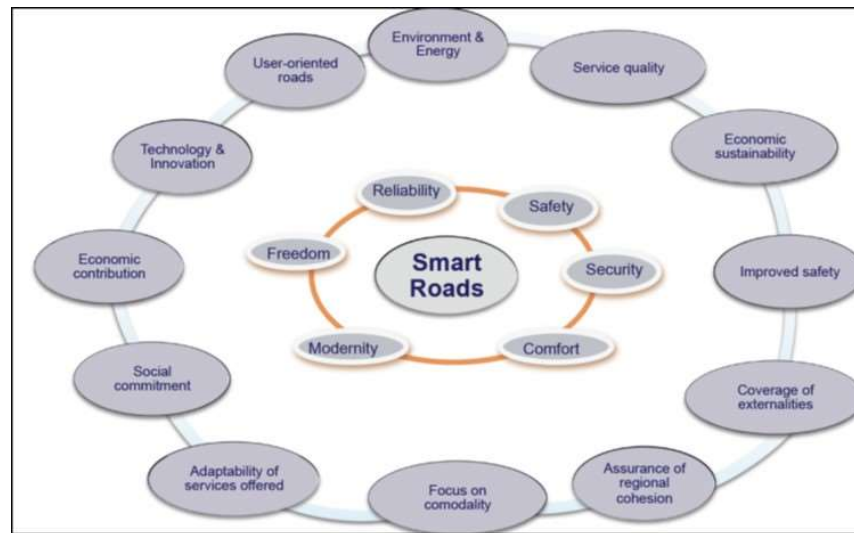 Environment &
Energy
User-oriented
roads
Service quality
Technology &
Innovation
Economic
sustainability
Reliability
Safety
Economic
contribution
Freedom
Smart
Roads
Security
Improved safety
Modernity
Comfort
Social
commitment
Coverage of
externalities
Adaptability of
services offered
Focus on
comodality
Assurance of
regional
cohesion